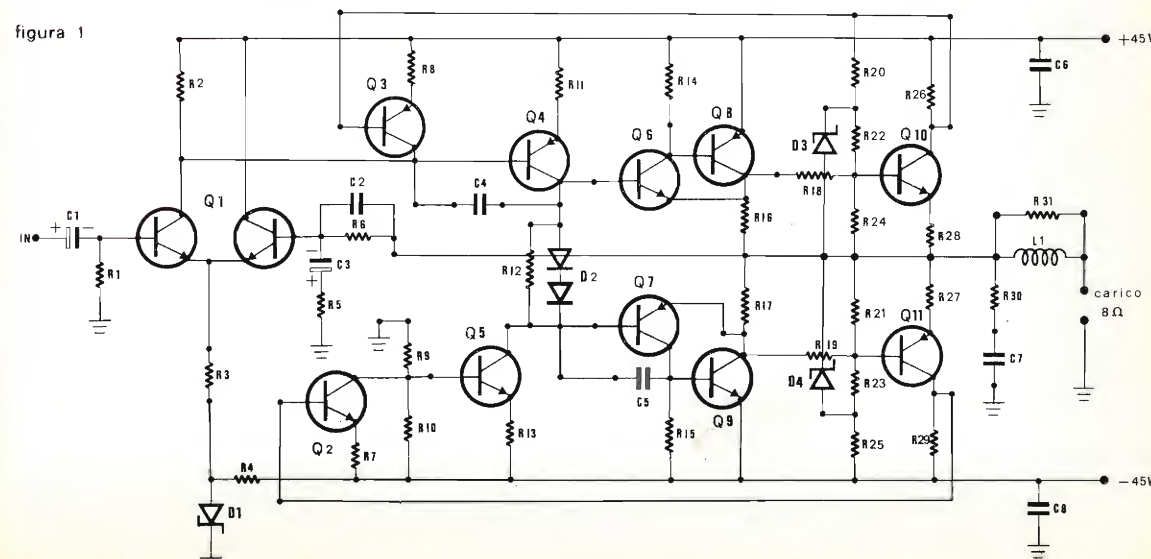 figura 1
+45V
R2
R8
Q3
R11
R14
R20
R26
C6
Q4
Q6
Q8
D3
R22
Q10
C2
C4
R18
C1
Q1
IN
R6
R16
R24
R28
R31
R1
C3
R12
D2
Q7
L1
R5
R17
R21
R27
R30
carico
8Ω
R3
Q5
R9
R19
Q11
C7
Q2
R10
C5
D4
R23
R7
R13
R15
Q9
R25
R29
R4
-45V
D1
C8